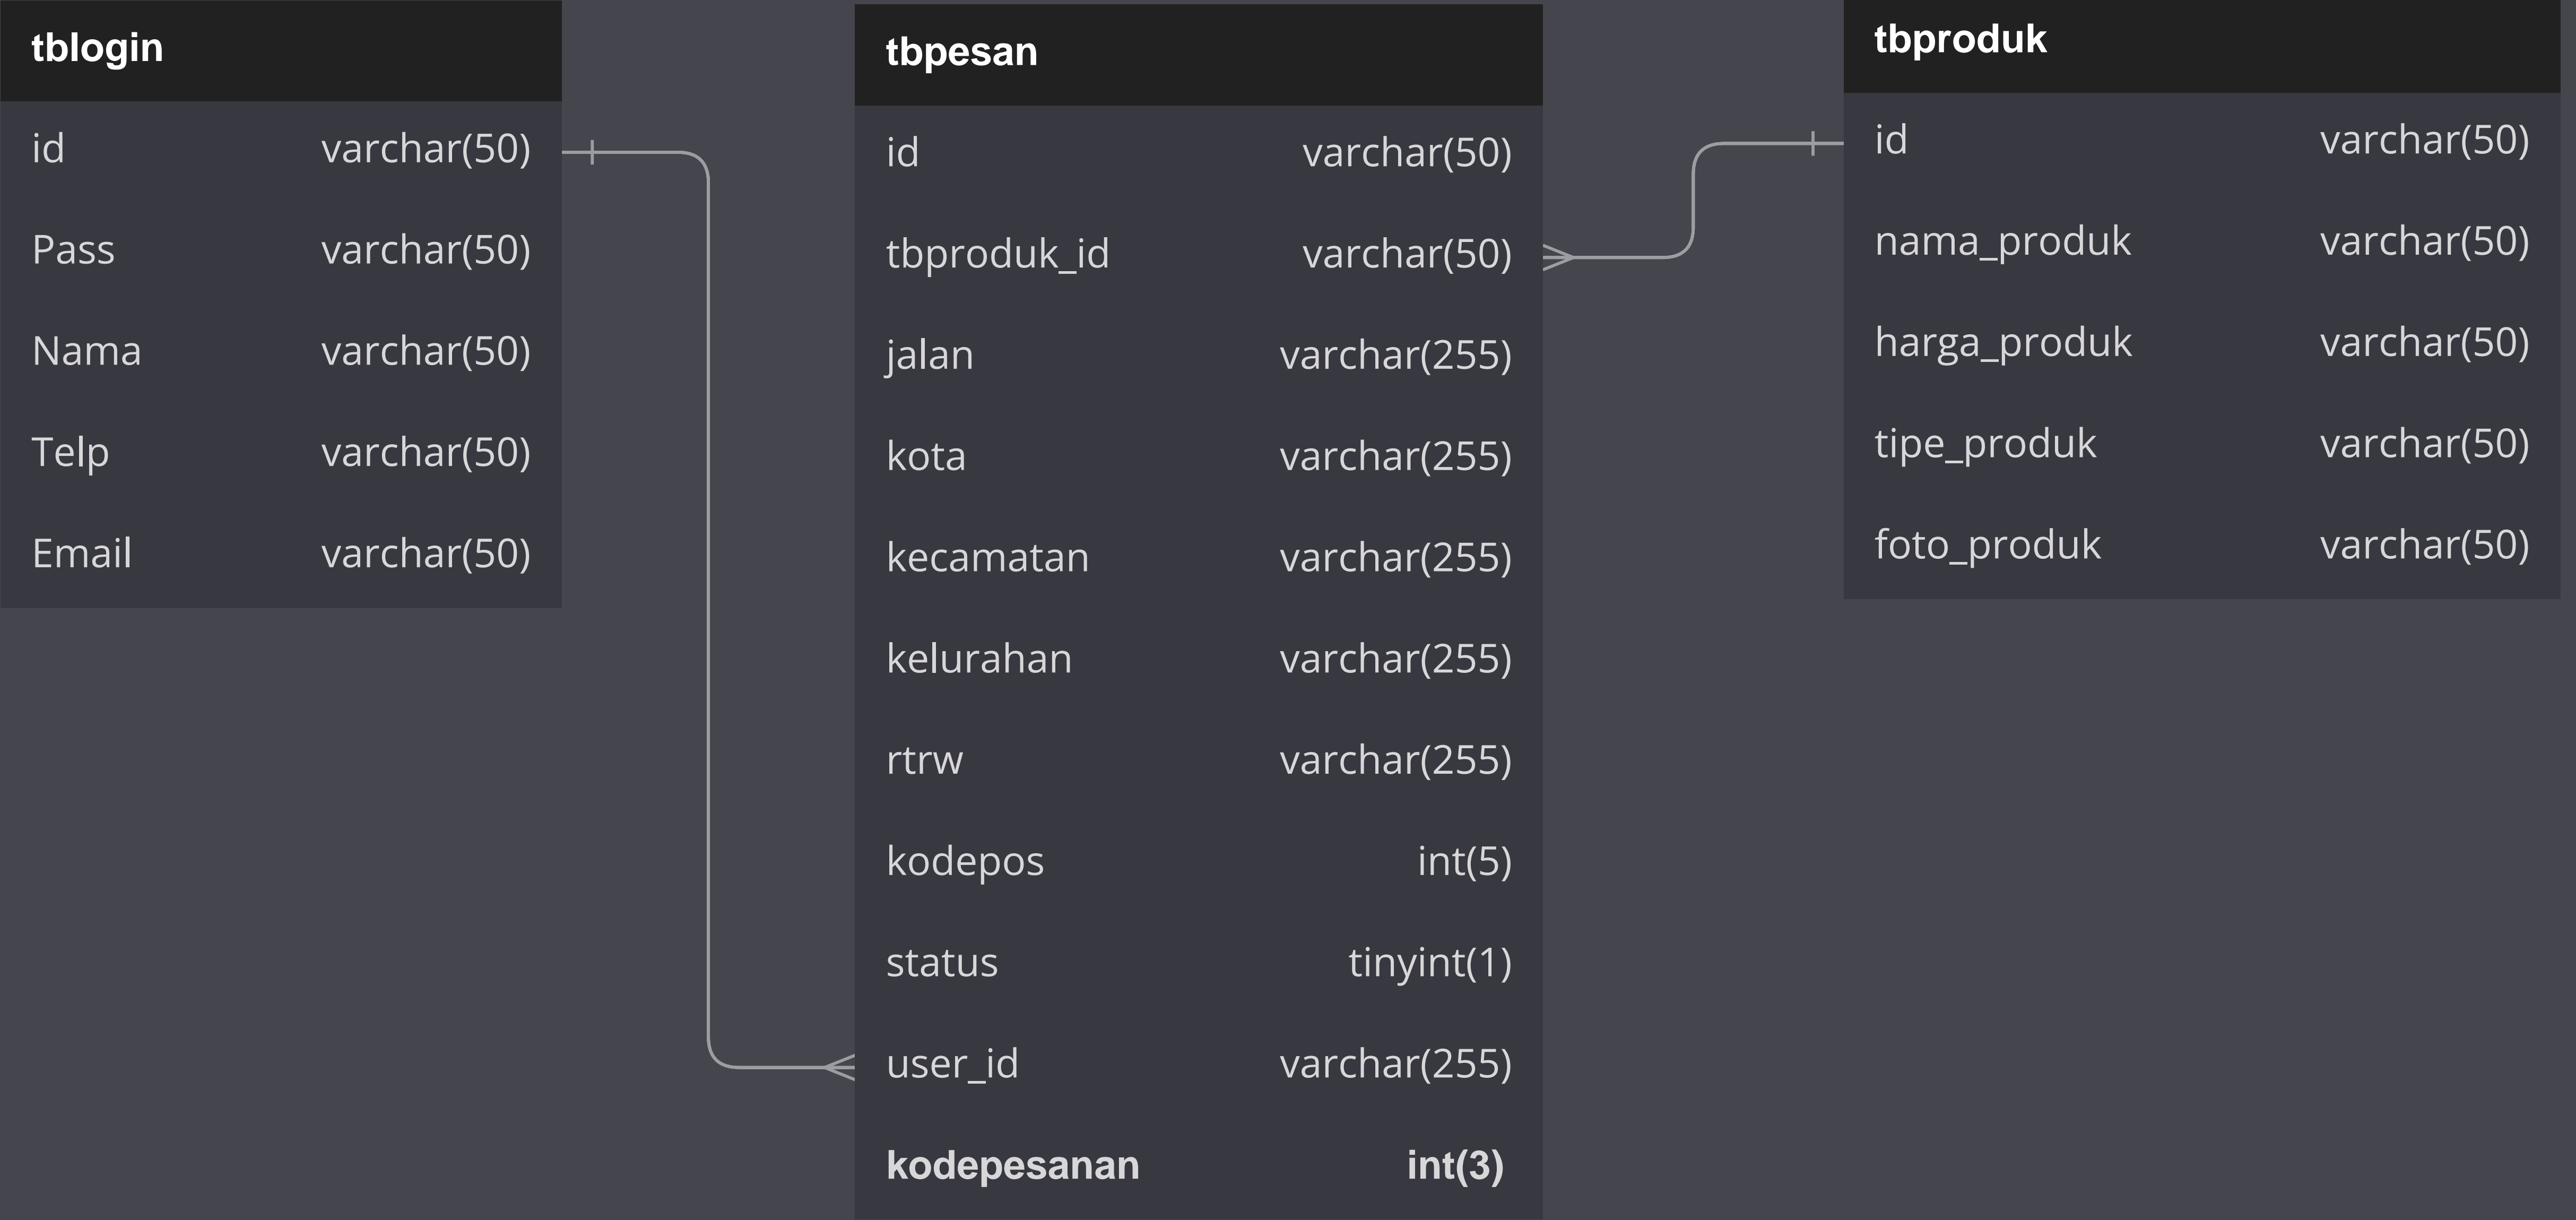 tblogin
id varchar(50)
Pass varchar(50)
Nama varchar(50)
Telp varchar(50)
Email varchar(50)
tbpesan
id varchar(50)
tbproduk_id varchar(50)
jalan varchar(255)
kota varchar(255)
kecamatan varchar(255)
kelurahan varchar(255)
rtrw varchar(255)
kodepos int(5)
status tinyint(1)
user_id varchar(255)
kodepesanan int(3)
tbproduk
id varchar(50)
nama_produk varchar(50)
harga_produk varchar(50)
tipe_produk varchar(50)
foto_produk varchar(50)